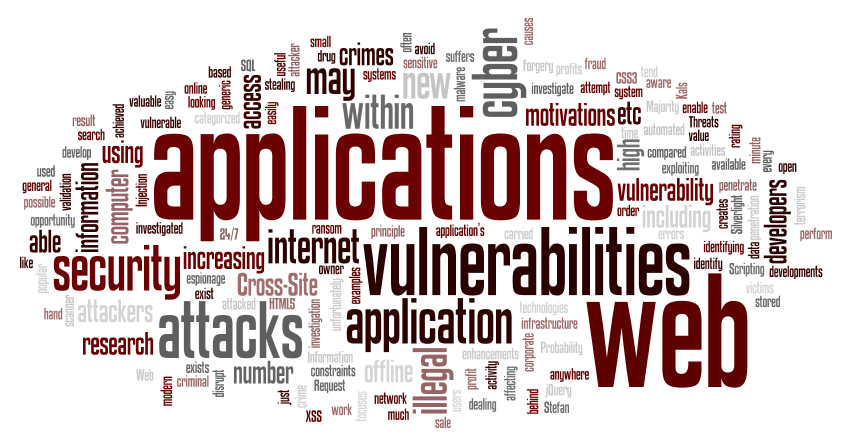 causes
small
often
avoid
drug
crimes
cyber
suffers
SQL
useful
attacker
sensitive
forgery
profits
fraud
based
generic
stealing
may
systems
new
malware
investigate
attempt
CSS3
system
tend
aware
Kals
online
looking
access
easily
within
motivations
etc
Majority
enable
test
valuable
easy
categorized
achieved
vulnerable
result
search
applications
time
automated
Threats
value
rating
develop
using
high
compared
activities
minute
used
general
possible
validation
information
computer
Injection
exploiting
available
every
open
vulnerability
penetrate
opportunity
order
including
creates
Silverlight
penetration
developers
terrorism
able
investigated
24/7
ransom
principle
application's
carried
errors
data
perform
like
security
increasing
internet
owner
vulnerabilities
identifying
identify
Scripting
developments
popular
espionage
exist
Cross-Site
examples
unfortunately
victims
stored
hand
scanner
attackers
attacked
HTML5
investigation
application
technologies
infrastructure
web
research
attacks
Information
enhancements
corporate
Probability
Web
exists
disrupt
number
constraints
Request
offline
illegal
profit
activity
affecting
anywhere
modern
criminal
just
crime
focuses
network
users
jQuery
XSS
work
much
dealing
behind
Stefan
sale